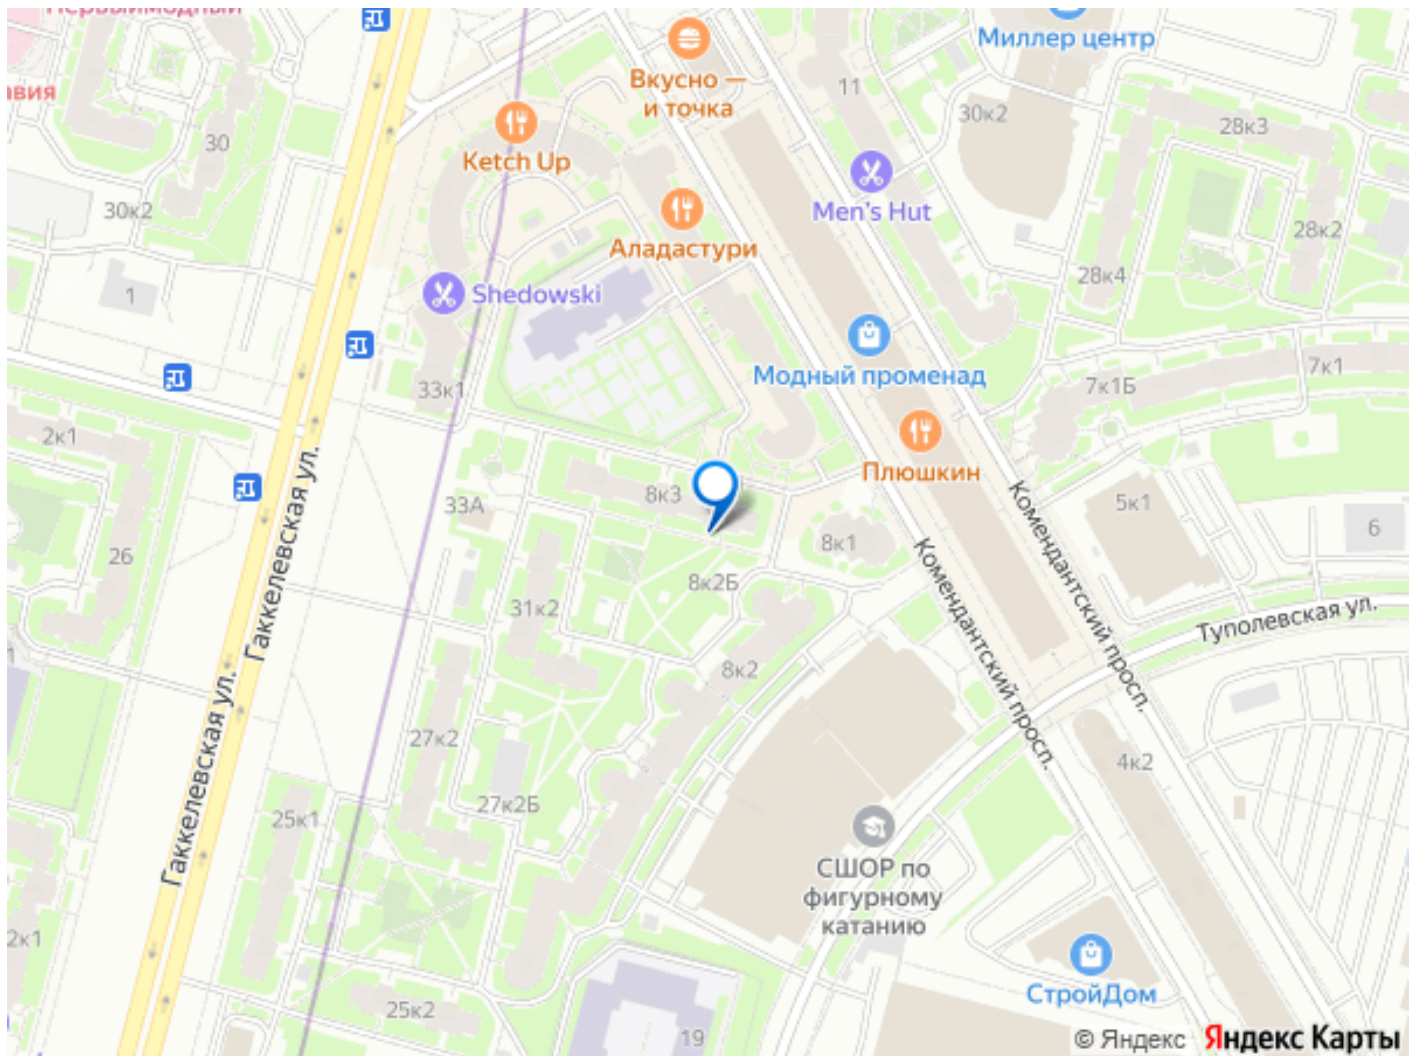 Первыймодный
авия
30
30к2
1
Ketch Up
Вкусно —
и точка
Аладастури
Shedowski
33к1
11
Миллер центр
30к2
28к3
Men's Hut
28к2
28к4
Модный променад
7к1Б
7к1
Плюшкин
2к1
33А
8к3
8к1
5к1
6
26
Гаккелевская ул.
8к2Б
31к2
8к2
Комендантский просп.
Комендантский просп.
Туполевская ул.
1
Гаккелевская ул.
27к2
4к2
27к2Б
25к1
СШОР по
фигурному
катанию
2к1
СтройДом
25к2
19
© Яндекс Яндекс Карты